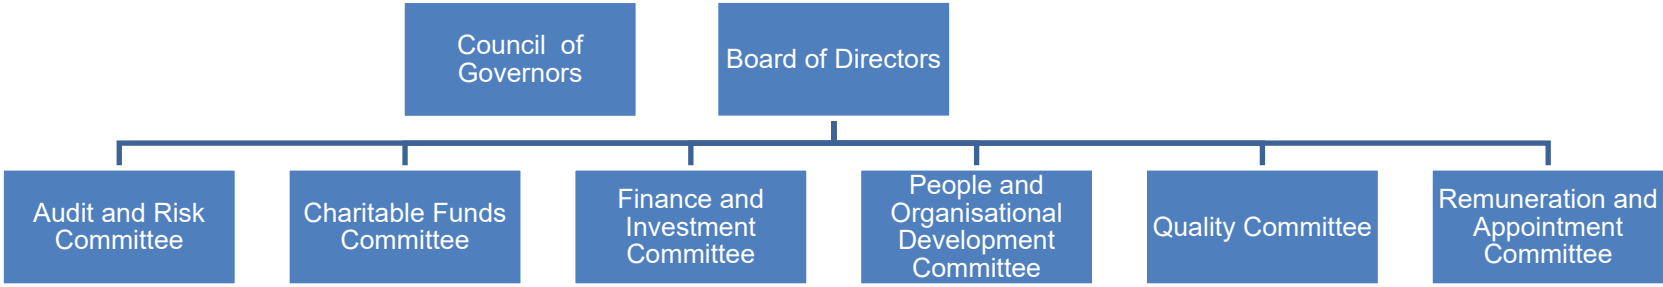 Council of
Governors
Board of Directors
Audit and Risk
Committee
Charitable Funds
Committee
Finance and
Investment
Committee
People and
Organisational
Development
Committee
Quality Committee
Remuneration and
Appointment
Committee